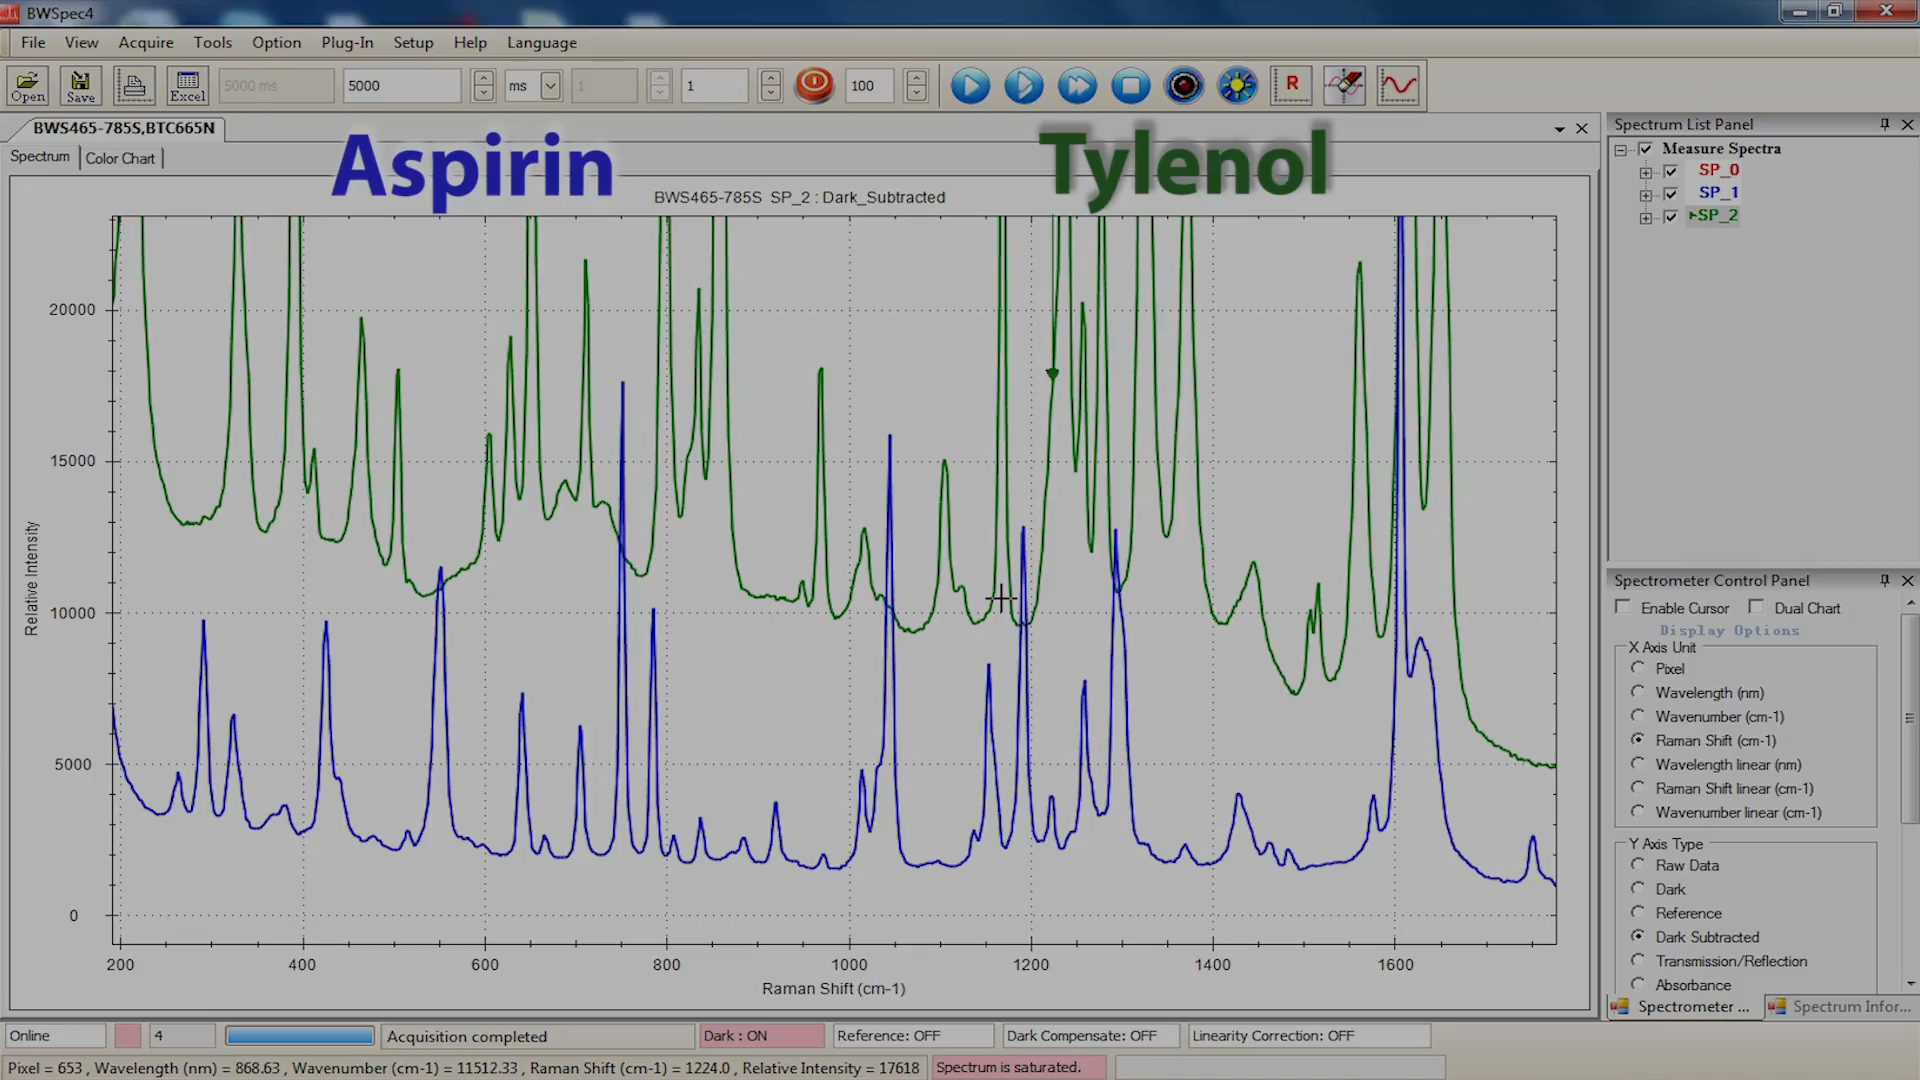 BWSpec4
File View Acquire Tools Option Plug-In Setup Help Language
Open Save Excel 5000 ms 5000 ms 1 1 100 R
BWS465-785S,BTC665N
Spectrum Color Chart
Aspirin Tylenol
BWS465-785S SP_2 : Dark_Subtracted
20000
15000
10000
5000
0
Relative Intensity
200 400 600 800 1000 1200 1400 1600
Raman Shift (cm-1)
Spectrum List Panel
Measure Spectra
SP_0
SP_1
SP_2
Spectrometer Control Panel
Enable Cursor Dual Chart
Display Options
X Axis Unit
Pixel
Wavelength (nm)
Wavenumber (cm-1)
Raman Shift (cm-1)
Wavelength linear (nm)
Raman Shift linear (cm-1)
Wavenumber linear (cm-1)
Y Axis Type
Raw Data
Dark
Reference
Dark Subtracted
Transmission/Reflection
Absorbance
Spectrometer ... Spectrum Infor...
Online 4 Acquisition completed Dark : ON Reference: OFF Dark Compensate: OFF Linearity Correction: OFF
Pixel = 653 , Wavelength (nm) = 868.63 , Wavenumber (cm-1) = 11512.33 , Raman Shift (cm-1) = 1224.0 , Relative Intensity = 17618 Spectrum is saturated.